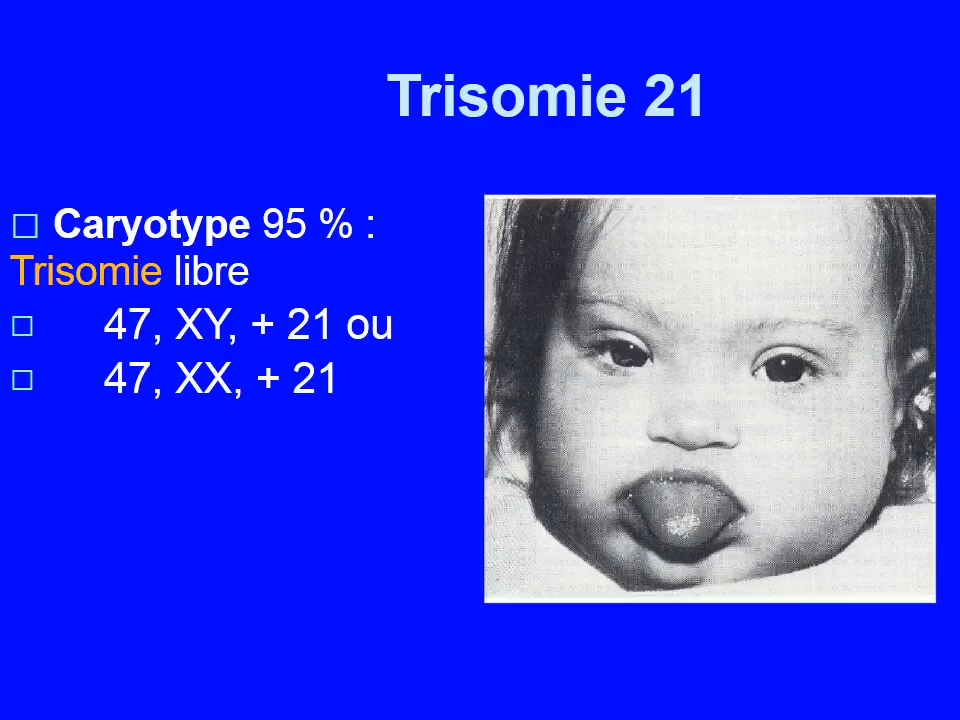 Trisomie 21
Caryotype 95 % :
Trisomie libre
47, XY, + 21 ou
47, XX, + 21